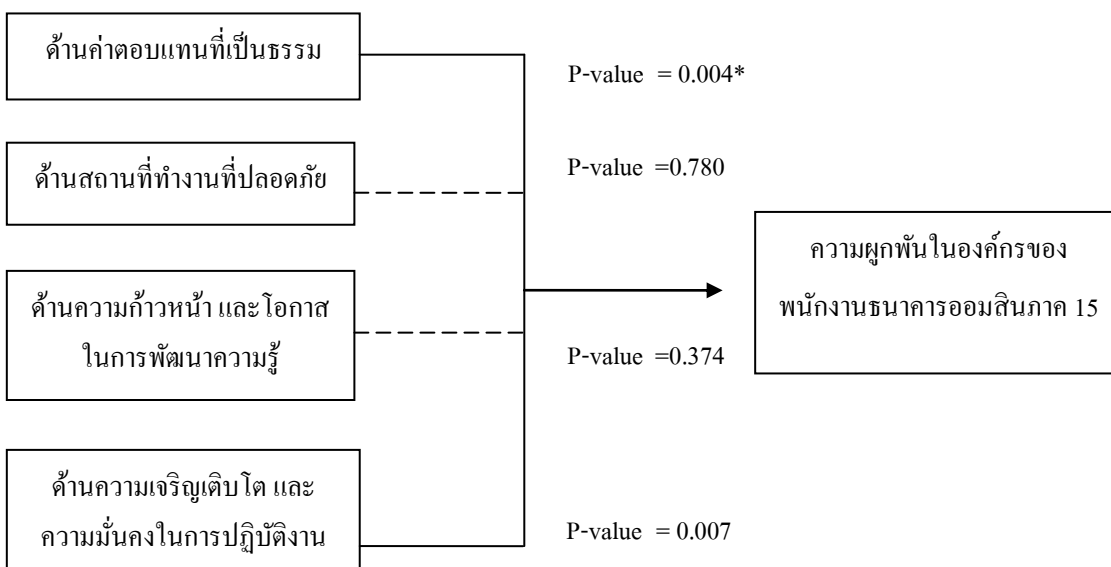 ด้านค่าตอบแทนที่เป็นธรรม
P-value = 0.004*
ด้านสถานที่ทำงานที่ปลอดภัย
P-value =0.780
ด้านความก้าวหน้า และโอกาส
ในการพัฒนาความรู้
P-value =0.374
ด้านความเจริญเติบโต และ
ความมั่นคงในการปฏิบัติงาน
P-value = 0.007
ความผูกพันในองค์กรของ
พนักงานธนาคารออมสินภาค 15